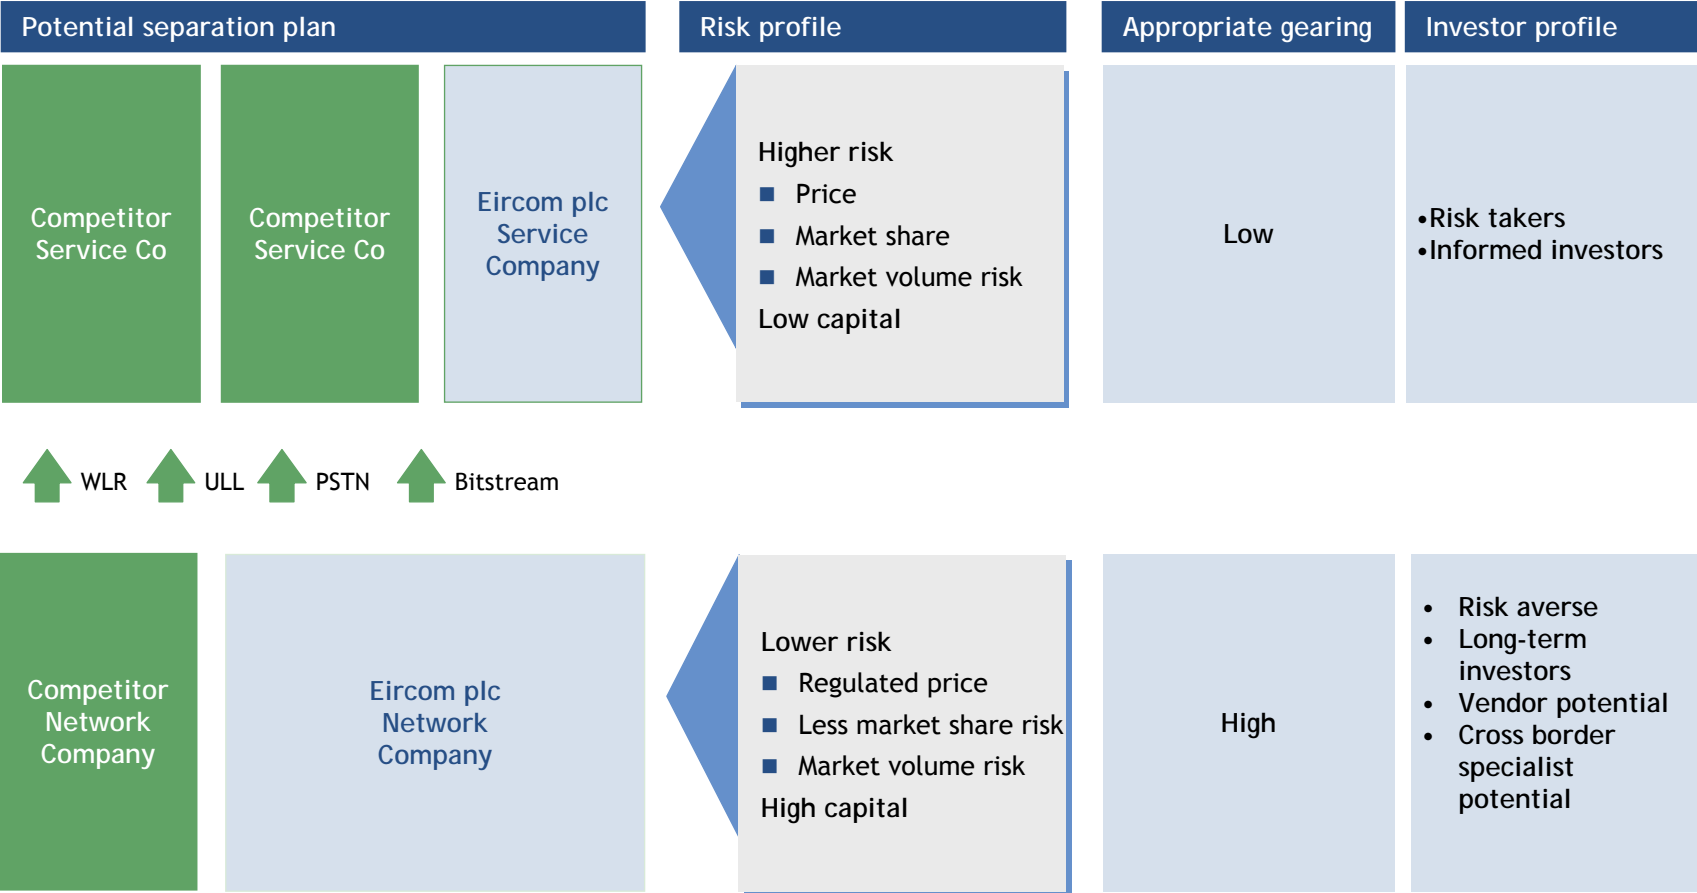 Potential separation plan
Risk profile
Appropriate gearing
Investor profile
Competitor
Service Co
Competitor
Service Co
Eircom plc
Service
Company
Higher risk
■ Price
■ Market share
■ Market volume risk
Low capital
Low
•Risk takers
•Informed investors
WLR
ULL
PSTN
Bitstream
Competitor
Network
Company
Eircom plc
Network
Company
Lower risk
■ Regulated price
■ Less market share risk
■ Market volume risk
High capital
High
• Risk averse
• Long-term
investors
• Vendor potential
• Cross border
specialist
potential